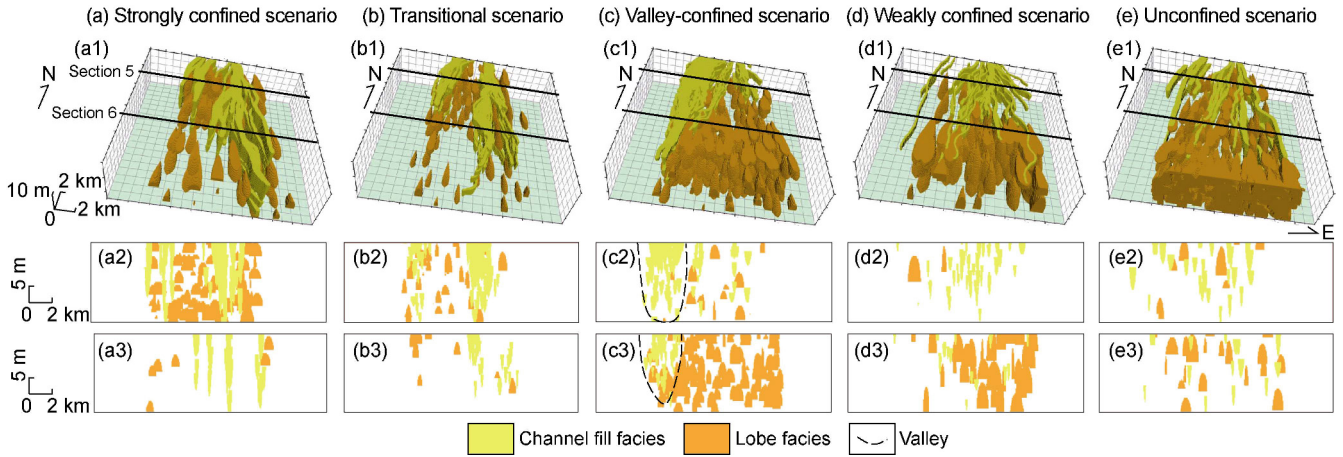 (a) Strongly confined scenario (b) Transitional scenario (c) Valley-confined scenario (d) Weakly confined scenario (e) Unconfined scenario
(a1) (b1) (c1) (d1) (e1)
N N N N N
Section 5
Section 6
10 m 2 km
0 2 km
E
(a2) (b2) (c2) (d2) (e2)
5 m
0 2 km
(a3) (b3) (c3) (d3) (e3)
5 m
0 2 km
Channel fill facies Lobe facies Valley